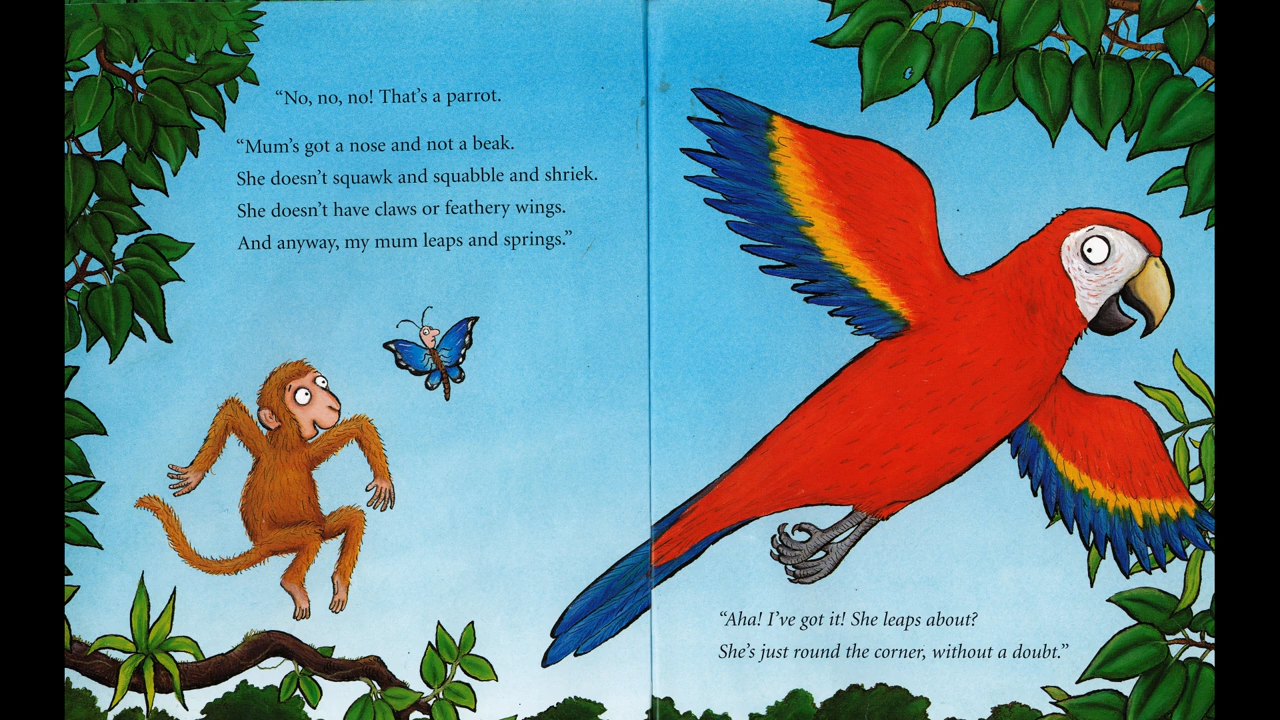 “No, no, no! That’s a parrot.
“Mum’s got a nose and not a beak.
She doesn’t squawk and squabble and shriek.
She doesn’t have claws or feathery wings.
And anyway, my mum leaps and springs.”
“Aha! I’ve got it! She leaps about?
She’s just round the corner, without a doubt.”